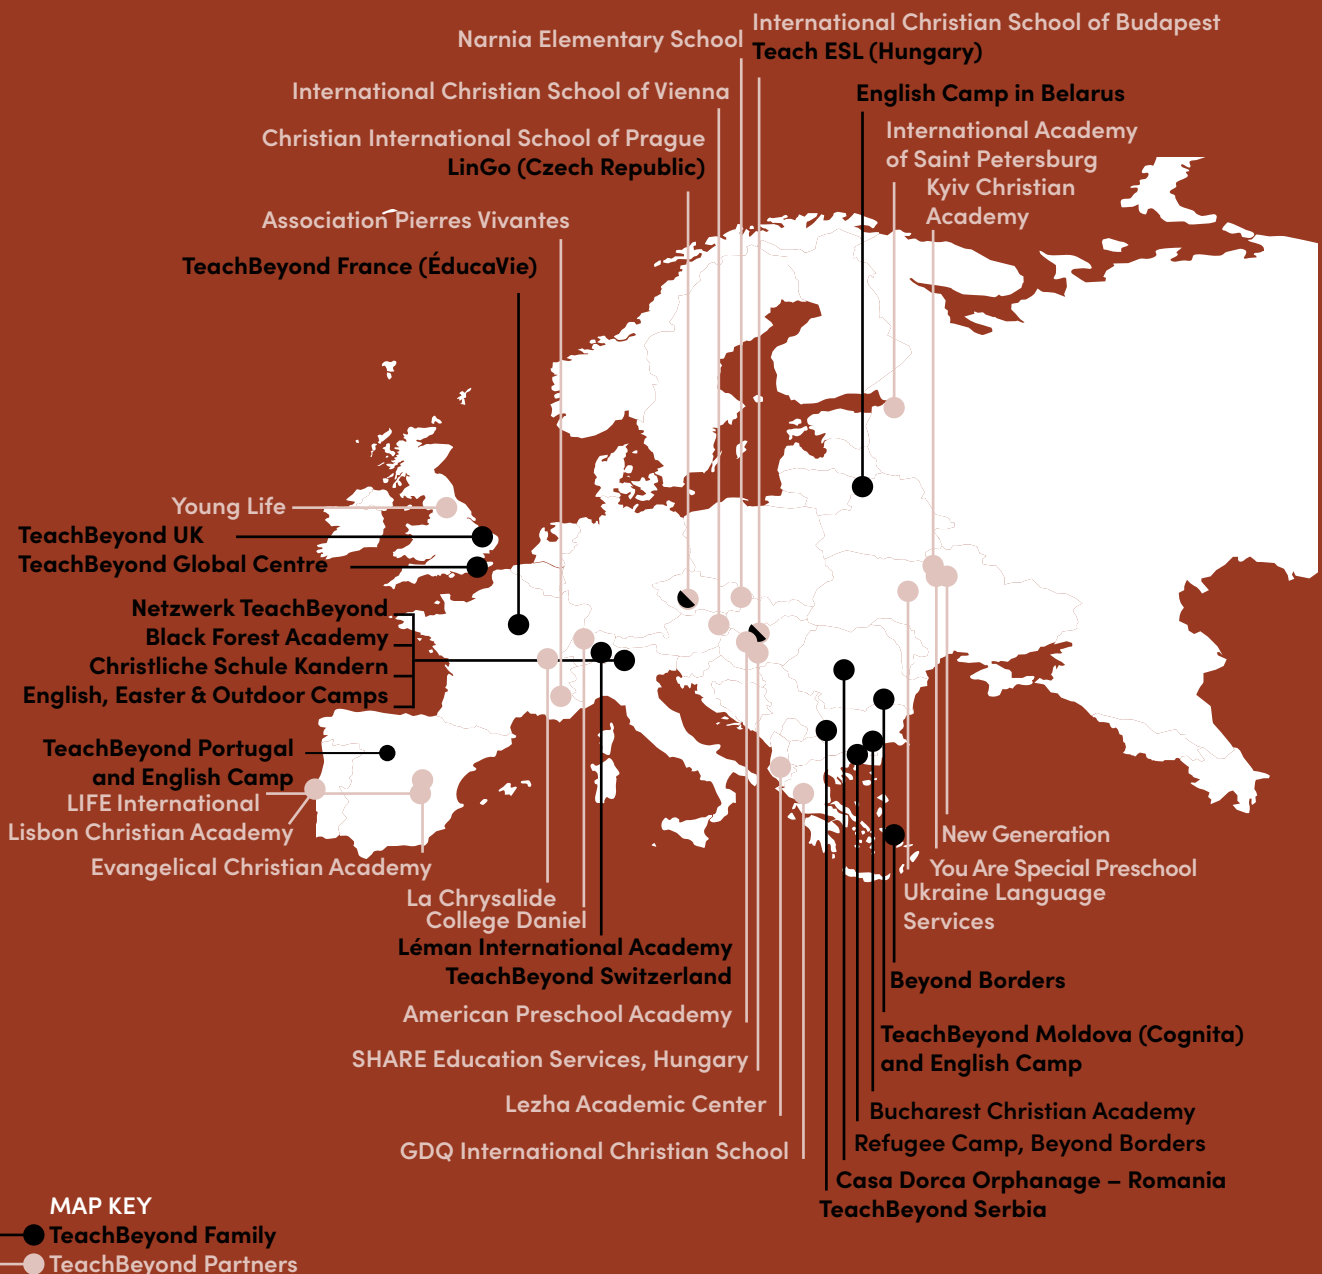 International Christian School of Budapest
Teach ESL (Hungary)
Narnia Elementary School
International Christian School of Vienna
English Camp in Belarus
Christian International School of Prague
LinGo (Czech Republic)
International Academy
of Saint Petersburg
Kyiv Christian
Academy
Association Pierres Vivantes
TeachBeyond France (ÉducaVie)
Young Life
TeachBeyond UK
TeachBeyond Global Centre
Netzwerk TeachBeyond
Black Forest Academy
Christliche Schule Kandern
English, Easter & Outdoor Camps
TeachBeyond Portugal
and English Camp
LIFE International
Lisbon Christian Academy
Evangelical Christian Academy
La Chrysalide
College Daniel
Léman International Academy
TeachBeyond Switzerland
American Preschool Academy
SHARE Education Services, Hungary
Lezha Academic Center
GDQ International Christian School
New Generation
You Are Special Preschool
Ukraine Language
Services
Beyond Borders
TeachBeyond Moldova (Cognita)
and English Camp
Bucharest Christian Academy
Refugee Camp, Beyond Borders
Casa Dorca Orphanage – Romania
TeachBeyond Serbia
MAP KEY
TeachBeyond Family
TeachBeyond Partners